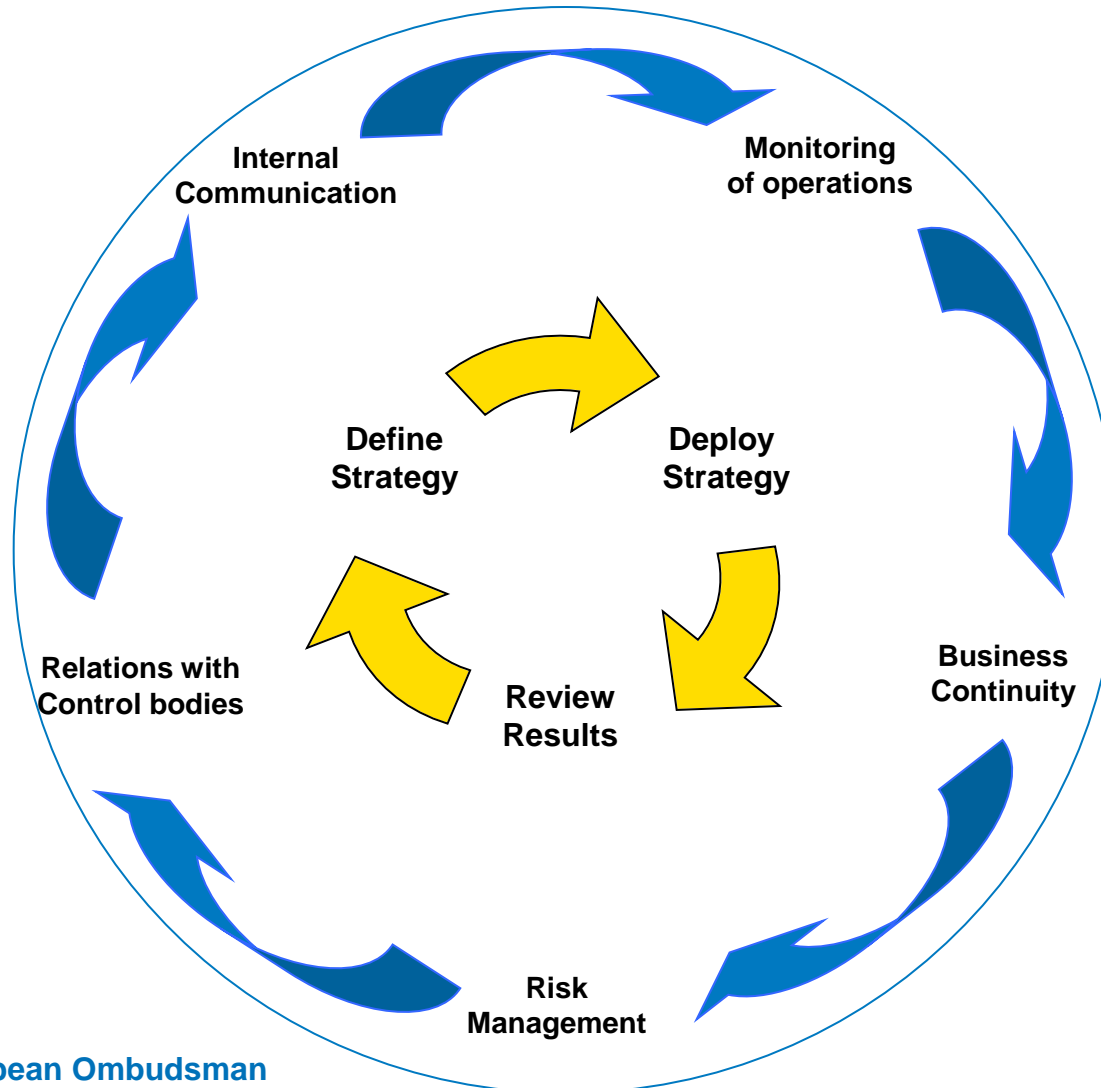 Internal
Communication
Monitoring
of operations
Define
Strategy
Deploy
Strategy
Relations with
Control bodies
Review
Results
Business
Continuity
Risk
Management
pean Ombudsman